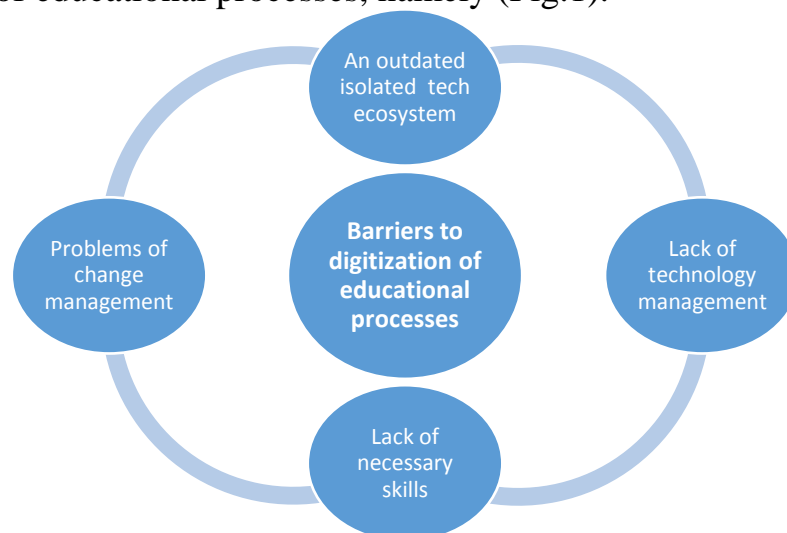 of educational processes, namely (Fig.1):
An outdated
isolated tech
ecosystem
Barriers to
digitization of
educational
processes
Problems of
change
management
Lack of
technology
management
Lack of
necessary
skills